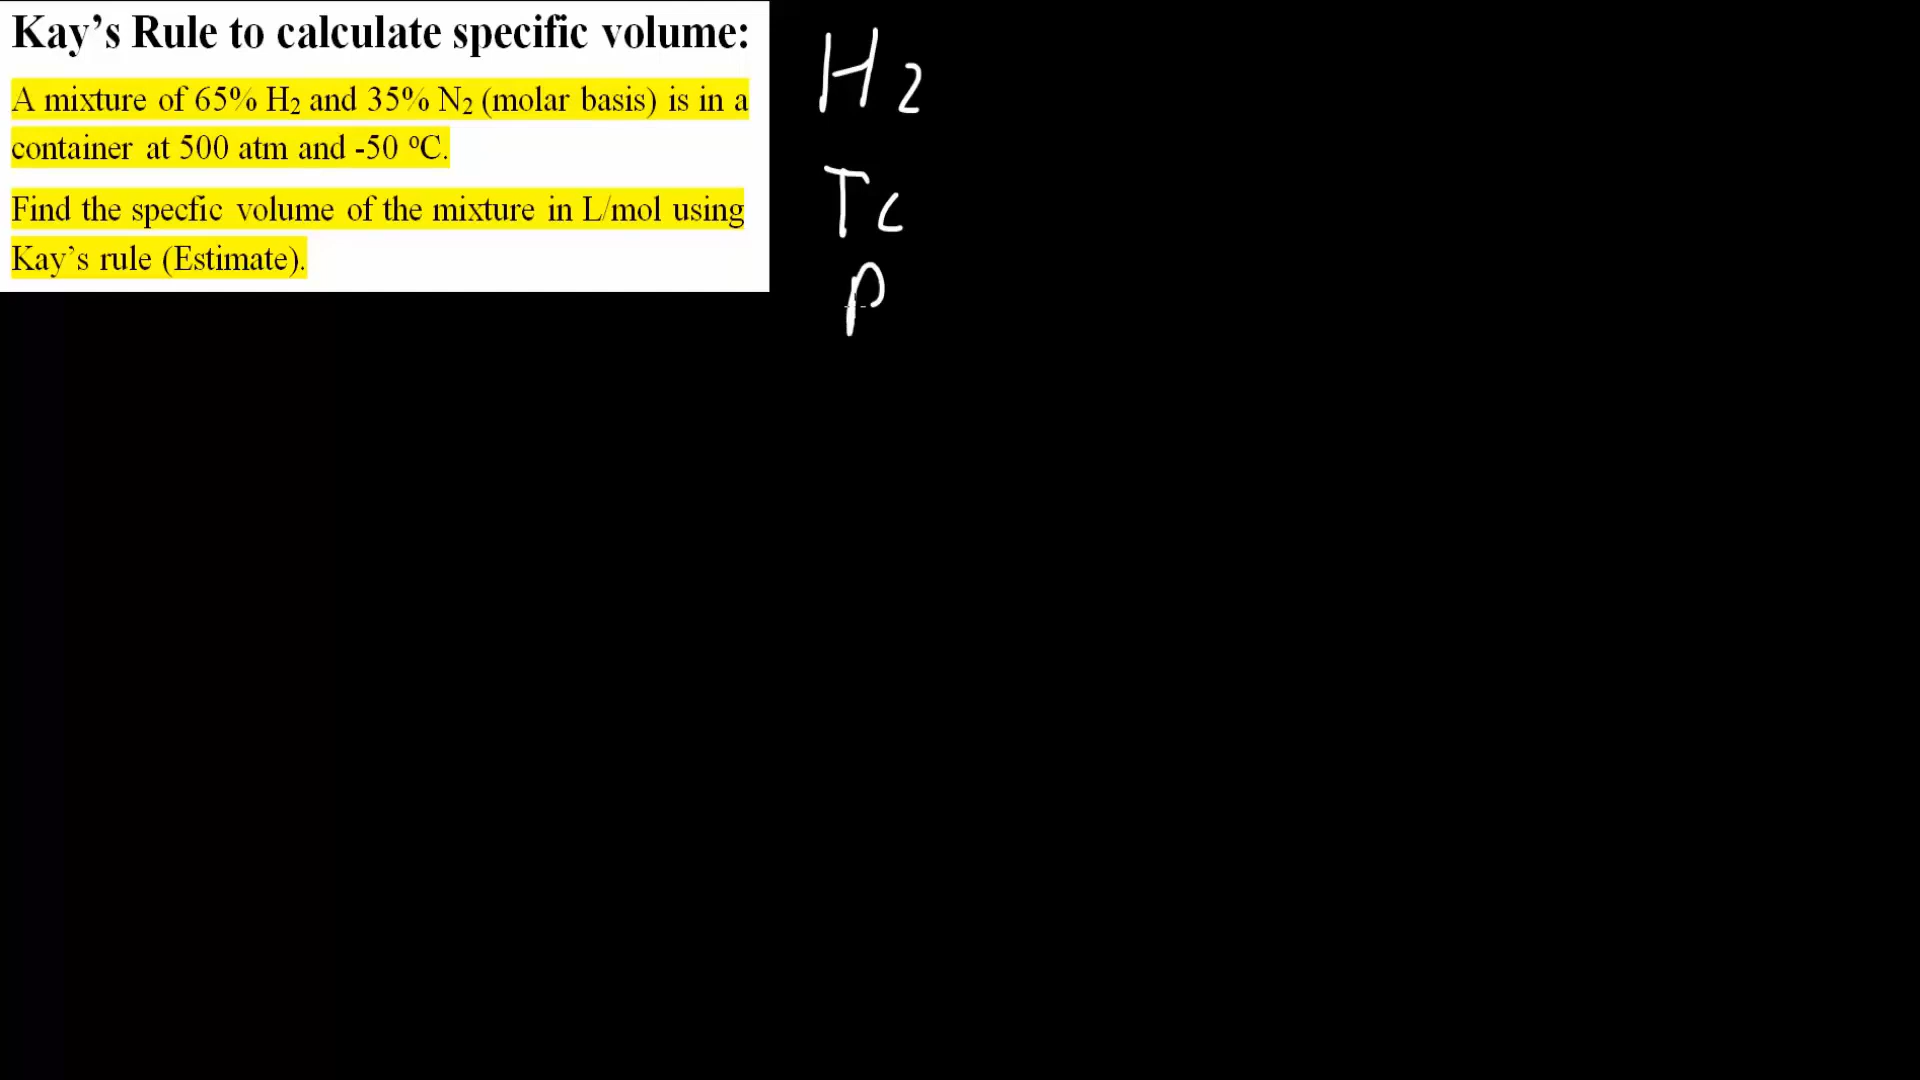 Kay’s Rule to calculate specific volume:
A mixture of 65% H₂ and 35% N₂ (molar basis) is in a
container at 500 atm and -50 ºC.
Find the specfic volume of the mixture in L/mol using
Kay’s rule (Estimate).
H₂
Tc
P